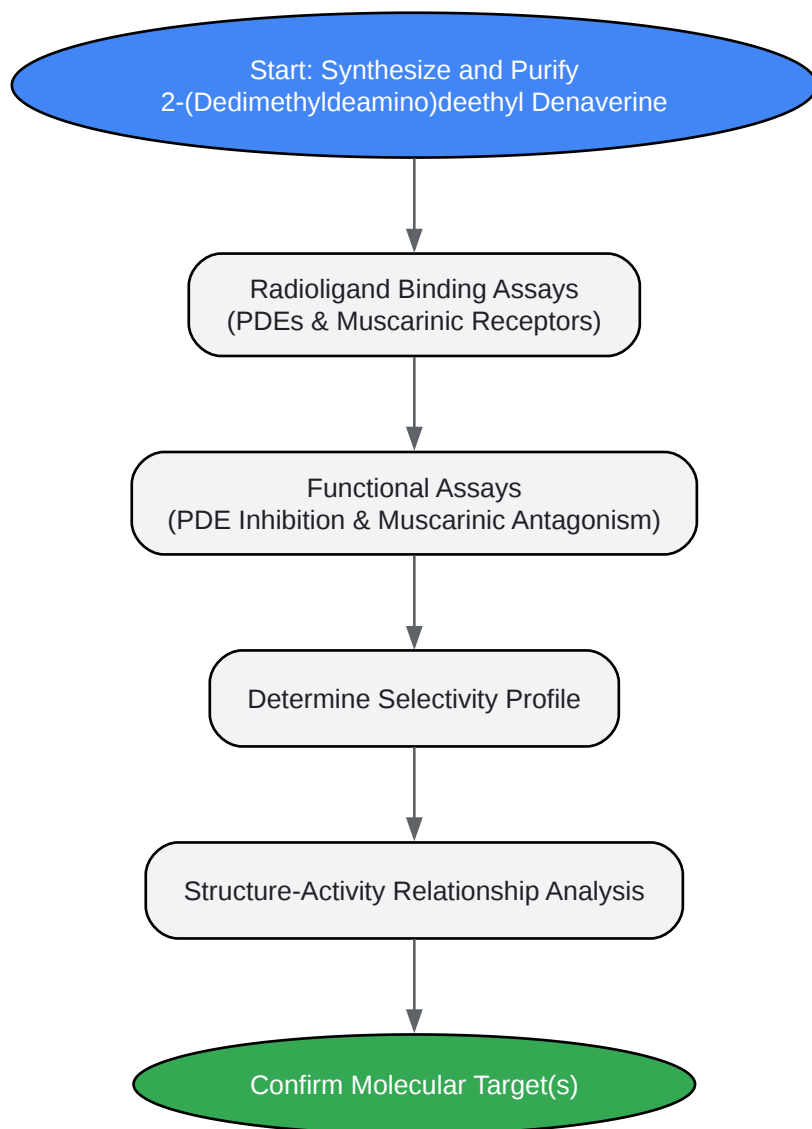 Start: Synthesize and Purify
2-(Dedimethyldeamino)deethyl Denaverine
Radioligand Binding Assays
(PDEs & Muscarinic Receptors)
Functional Assays
(PDE Inhibition & Muscarinic Antagonism)
Determine Selectivity Profile
Structure-Activity Relationship Analysis
Confirm Molecular Target(s)